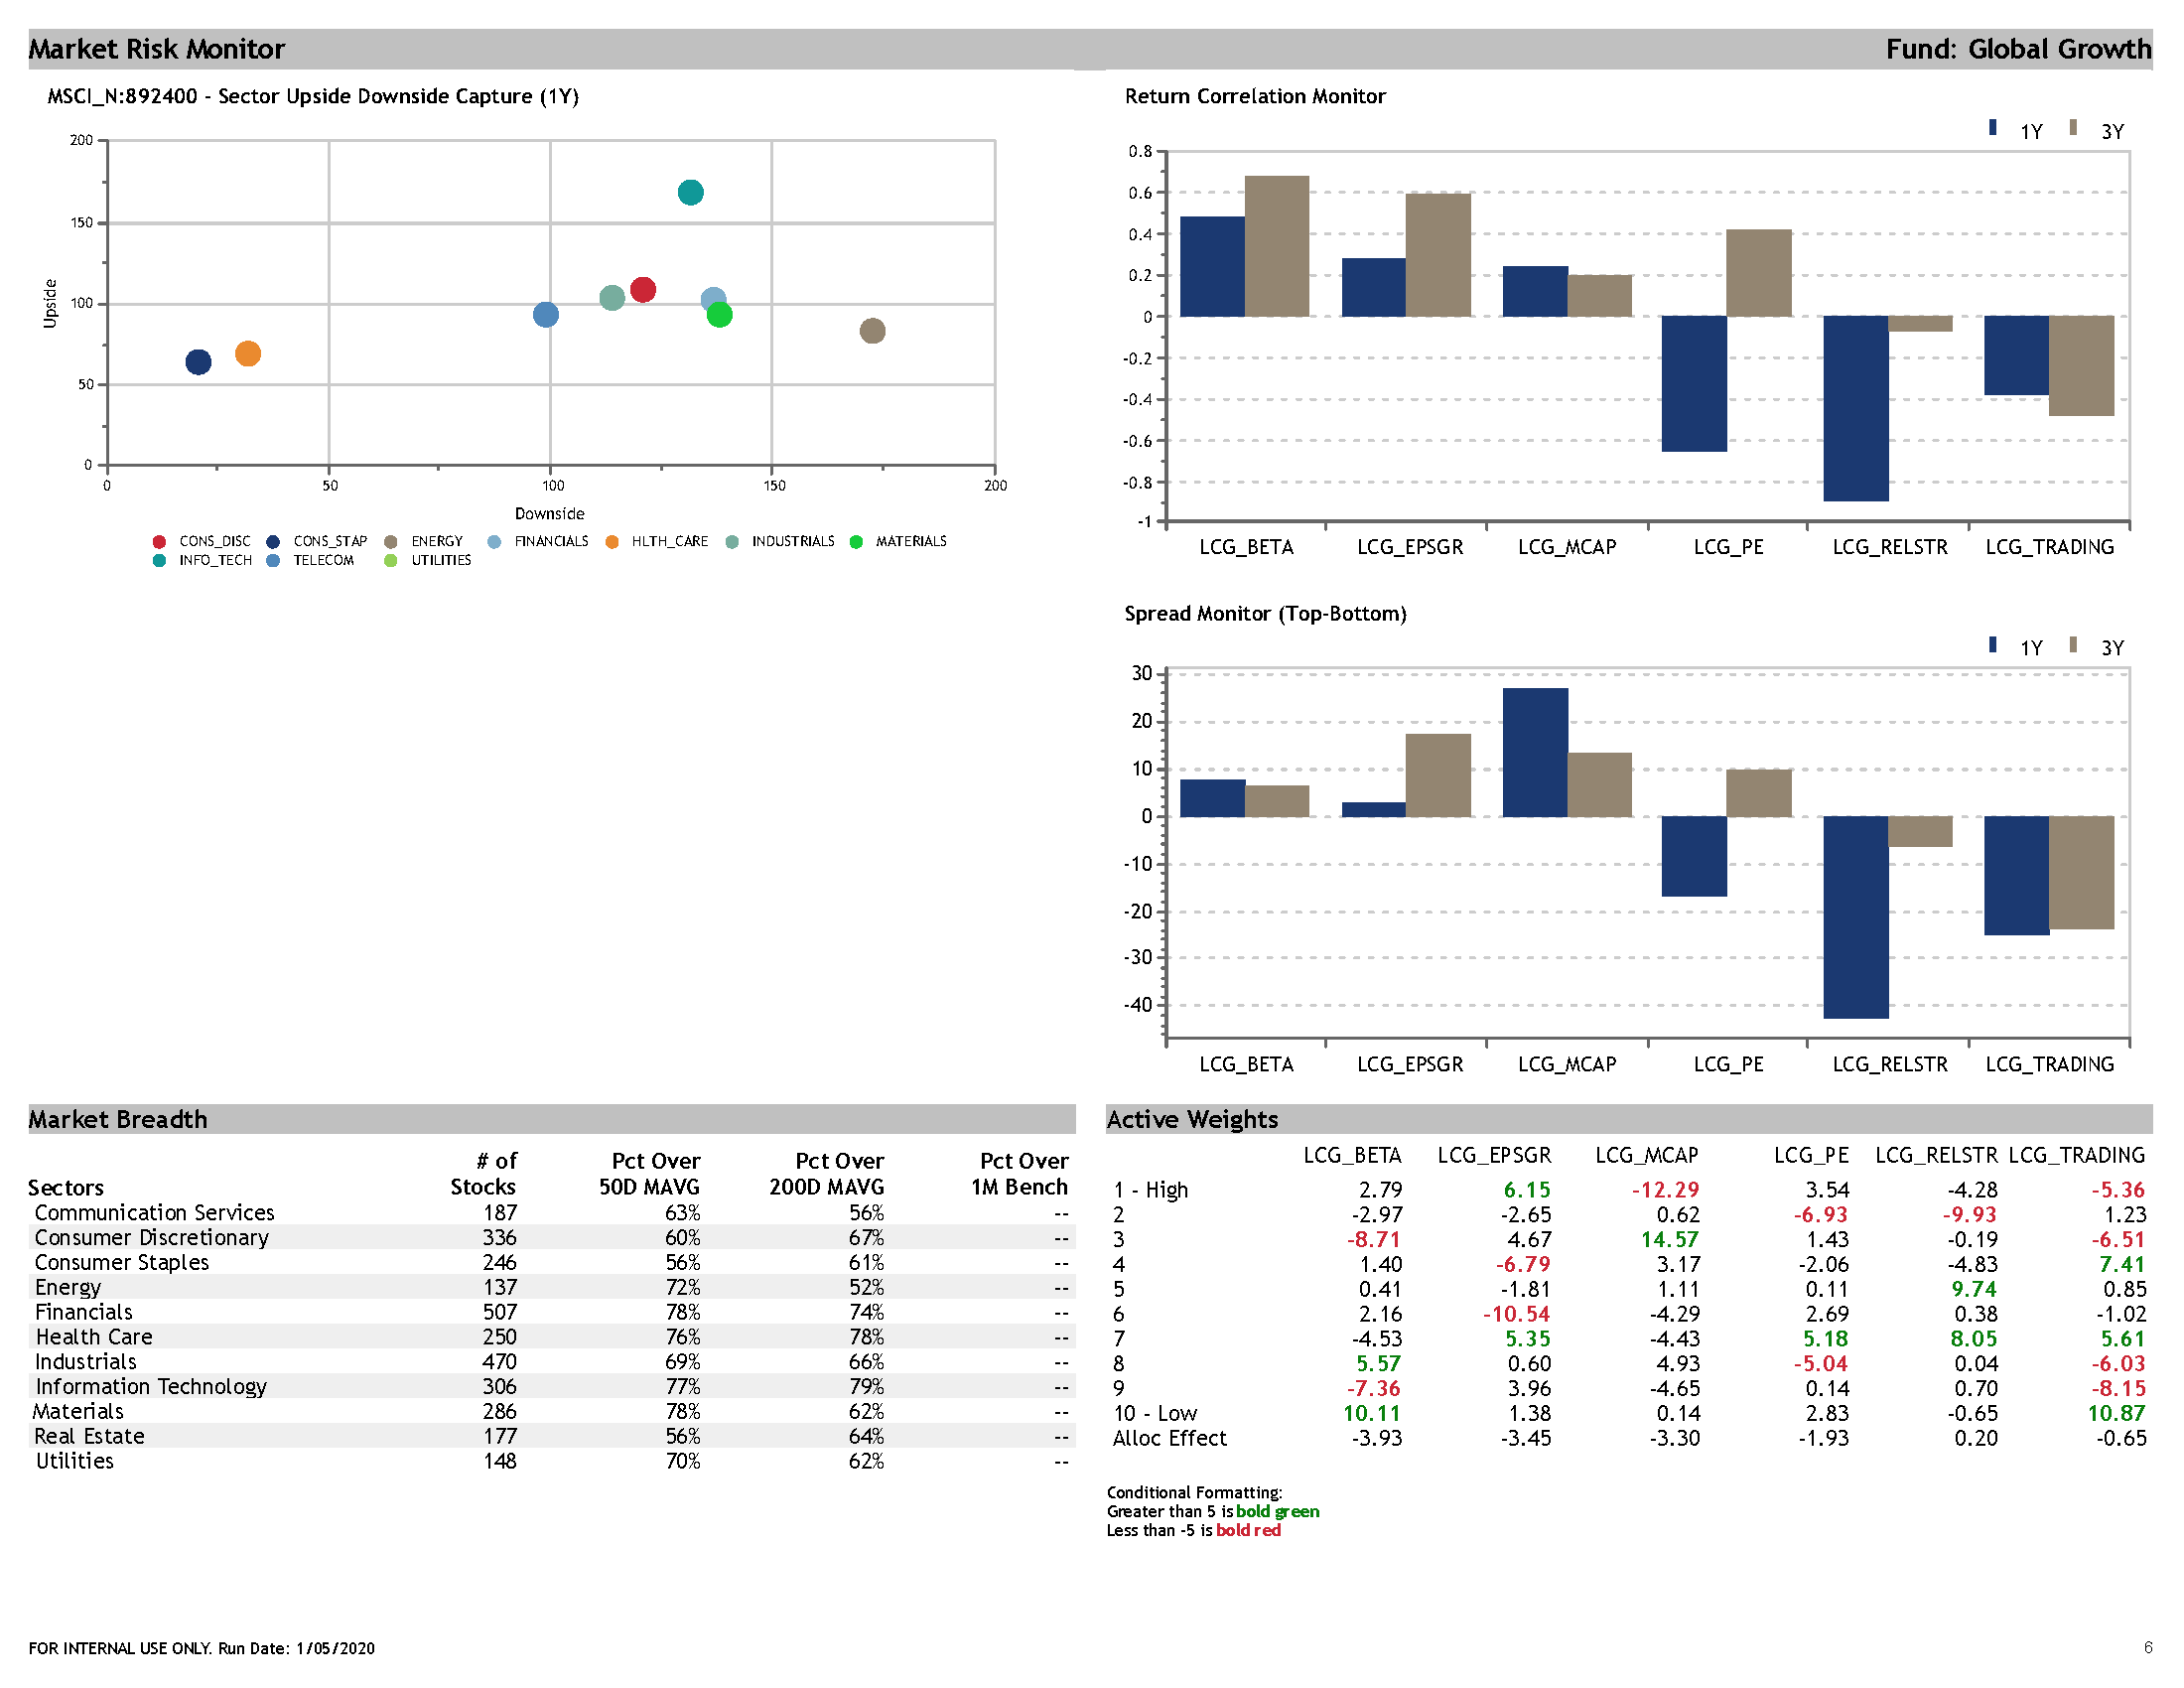 Market Risk Monitor Fund: Global Growth
MSCI_N:892400 - Sector Upside Downside Capture (1Y)
200
150
100
50
0
Upside
0 50 100 150 200
Downside
CONS_DISC CONS_STAP ENERGY FINANCIALS HLTH_CARE INDUSTRIALS MATERIALS
INFO_TECH TELECOM UTILITIES
Return Correlation Monitor
1Y 3Y
0.8
0.6
0.4
0.2
0
-0.2
-0.4
-0.6
-0.8
-1
LCG_BETA LCG_EPSGR LCG_MCAP LCG_PE LCG_RELSTR LCG_TRADING
Spread Monitor (Top-Bottom)
1Y 3Y
30
20
10
0
-10
-20
-30
-40
LCG_BETA LCG_EPSGR LCG_MCAP LCG_PE LCG_RELSTR LCG_TRADING
Market Breadth
# of Pct Over Pct Over Pct Over
Sectors Stocks 50D MAVG 200D MAVG 1M Bench
Communication Services 187 63% 56% --
Consumer Discretionary 336 60% 67% --
Consumer Staples 246 56% 61% --
Energy 137 72% 52% --
Financials 507 78% 74% --
Health Care 250 76% 78% --
Industrials 470 69% 66% --
Information Technology 306 77% 79% --
Materials 286 78% 62% --
Real Estate 177 56% 64% --
Utilities 148 70% 62% --
Active Weights
LCG_BETA LCG_EPSGR LCG_MCAP LCG_PE LCG_RELSTR LCG_TRADING
1 - High 2.79 6.15 -12.29 3.54 -4.28 -5.36
2 -2.97 -2.65 0.62 -6.93 -9.93 1.23
3 -8.71 4.67 14.57 1.43 -0.19 -6.51
4 1.40 -6.79 3.17 -2.06 -4.83 7.41
5 0.41 -1.81 1.11 0.11 9.74 0.85
6 2.16 -10.54 -4.29 2.69 0.38 -1.02
7 -4.53 5.35 -4.43 5.18 8.05 5.61
8 5.57 0.60 4.93 -5.04 0.04 -6.03
9 -7.36 3.96 -4.65 0.14 0.70 -8.15
10 - Low 10.11 1.38 0.14 2.83 -0.65 10.87
Alloc Effect -3.93 -3.45 -3.30 -1.93 0.20 -0.65
Conditional Formatting:
Greater than 5 is bold green
Less than -5 is bold red
FOR INTERNAL USE ONLY. Run Date: 1/05/2020 6